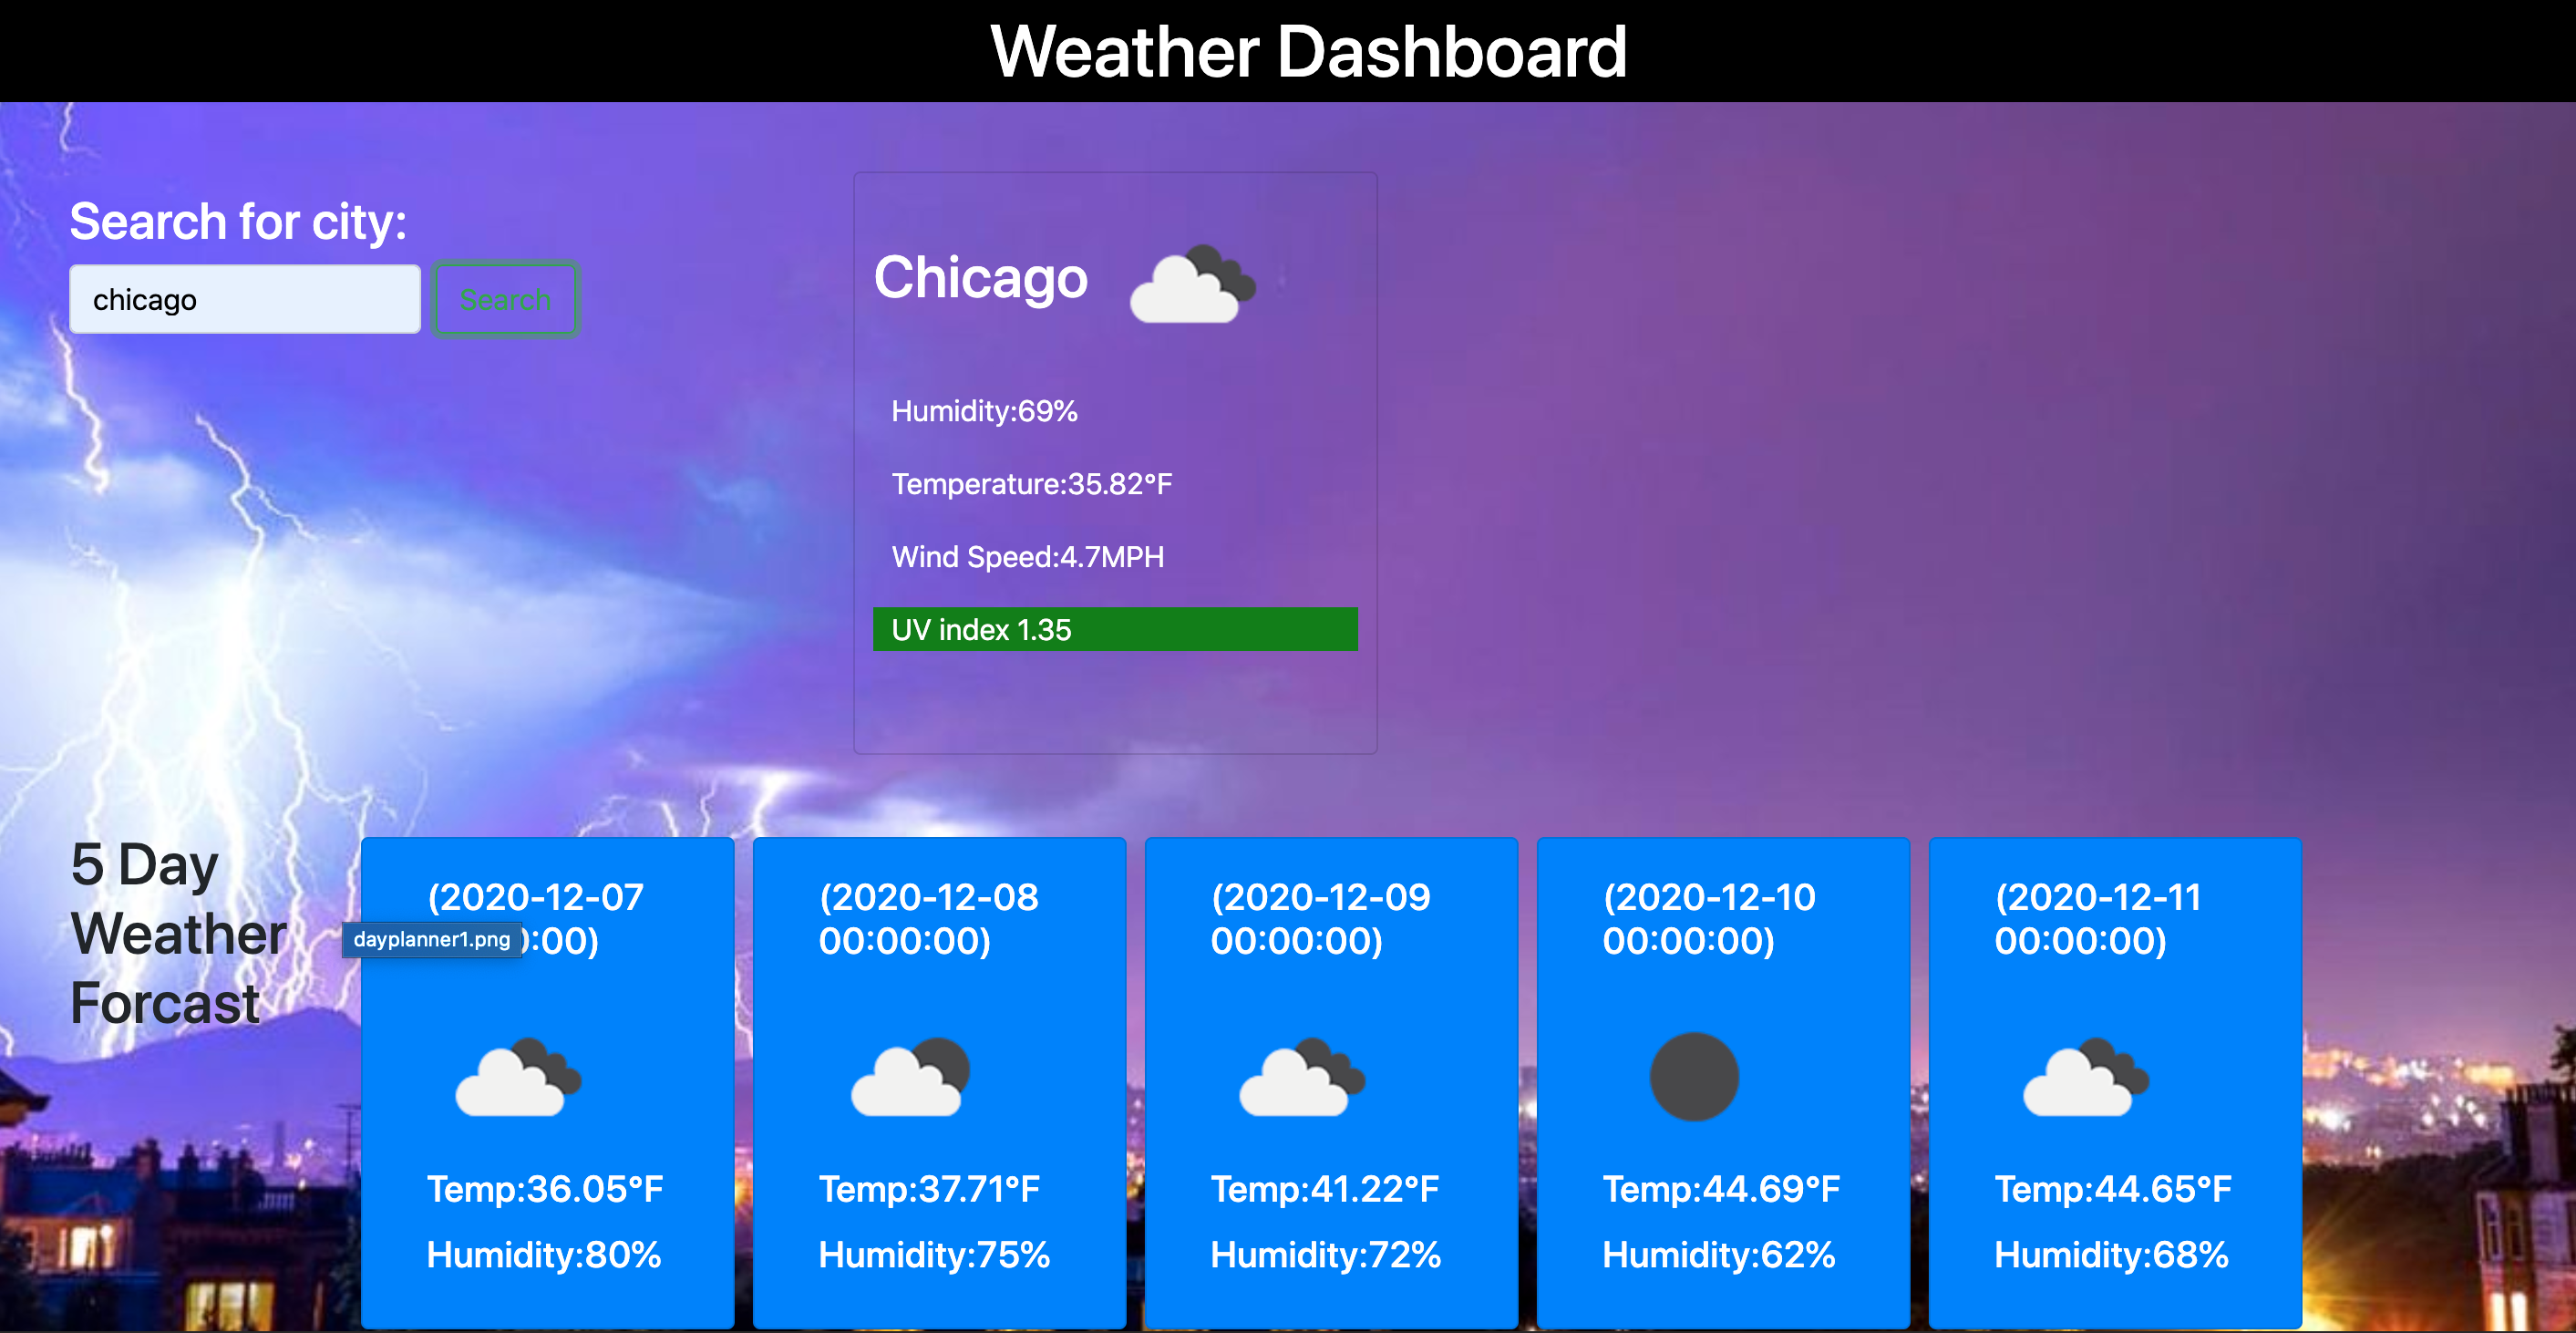 Weather Dashboard
Search for city:
chicago
Search
Chicago
Humidity:69%
Temperature:35.82°F
Wind Speed:4.7MPH
UV index 1.35
5 Day
Weather
Forcast
(2020-12-07
dayplanner1.png
):00)
Temp:36.05°F
Humidity:80%
(2020-12-08
00:00:00)
Temp:37.71°F
Humidity:75%
(2020-12-09
00:00:00)
Temp:41.22°F
Humidity:72%
(2020-12-10
00:00:00)
Temp:44.69°F
Humidity:62%
(2020-12-11
00:00:00)
Temp:44.65°F
Humidity:68%